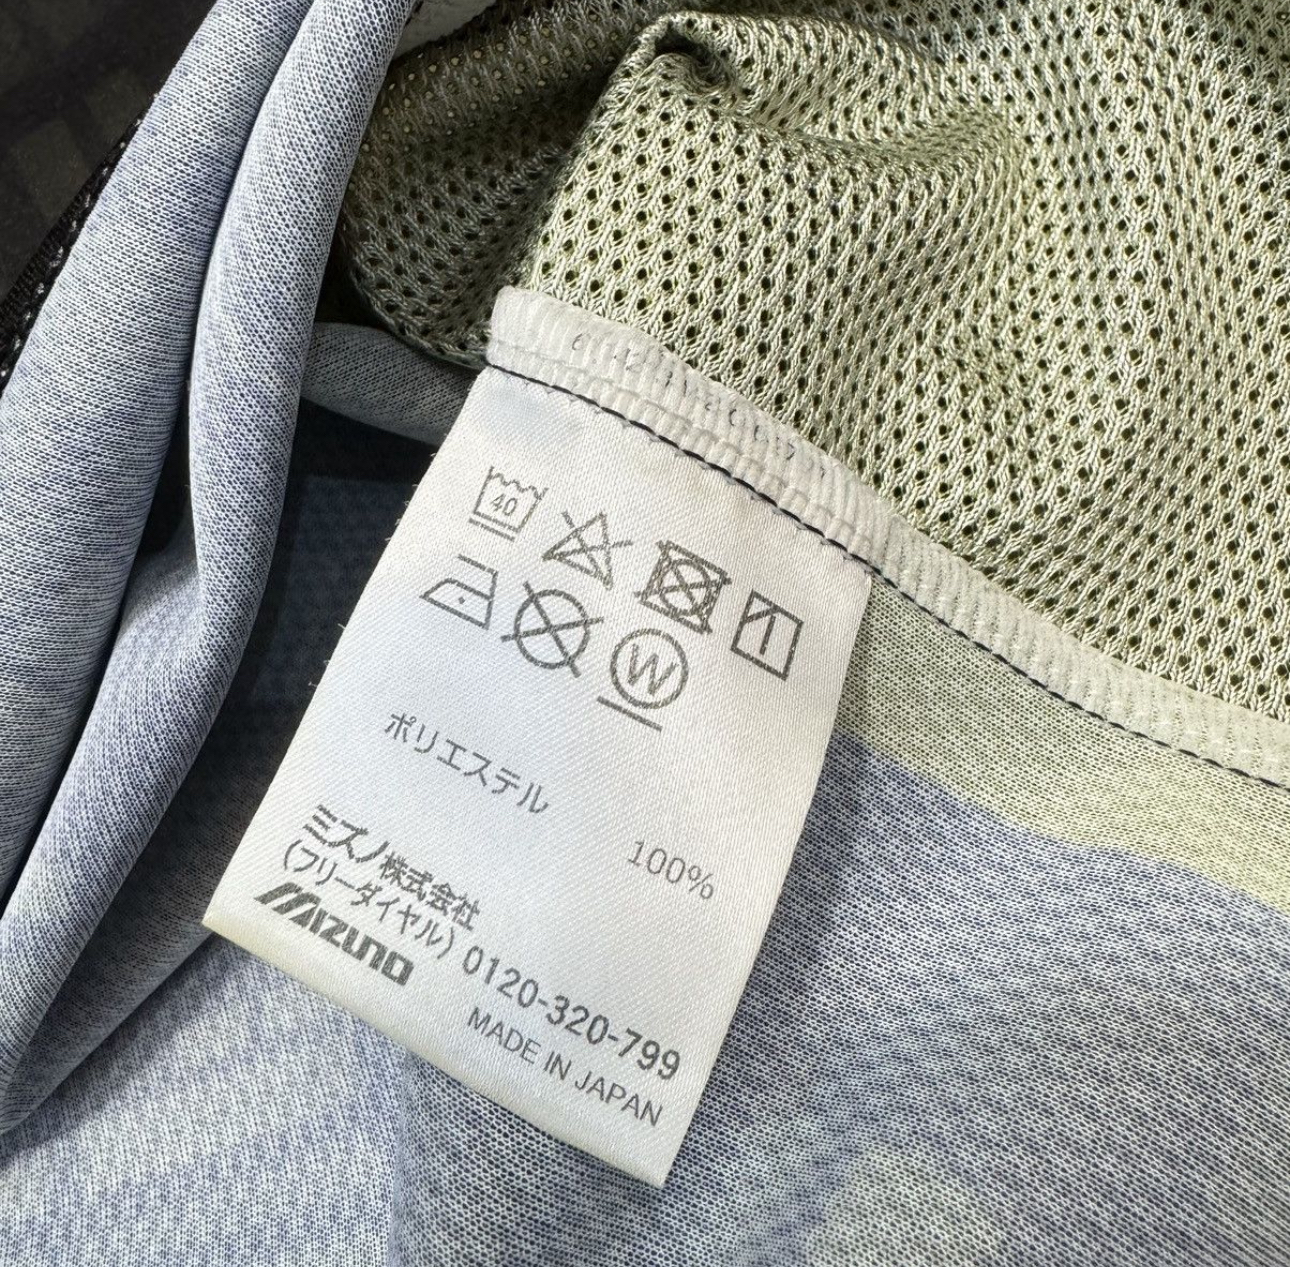 40
W
ポリエステル
100%
ミズノ株式会社
(フリーダイヤル) 0120-320-799
MIZUNO
MADE IN JAPAN